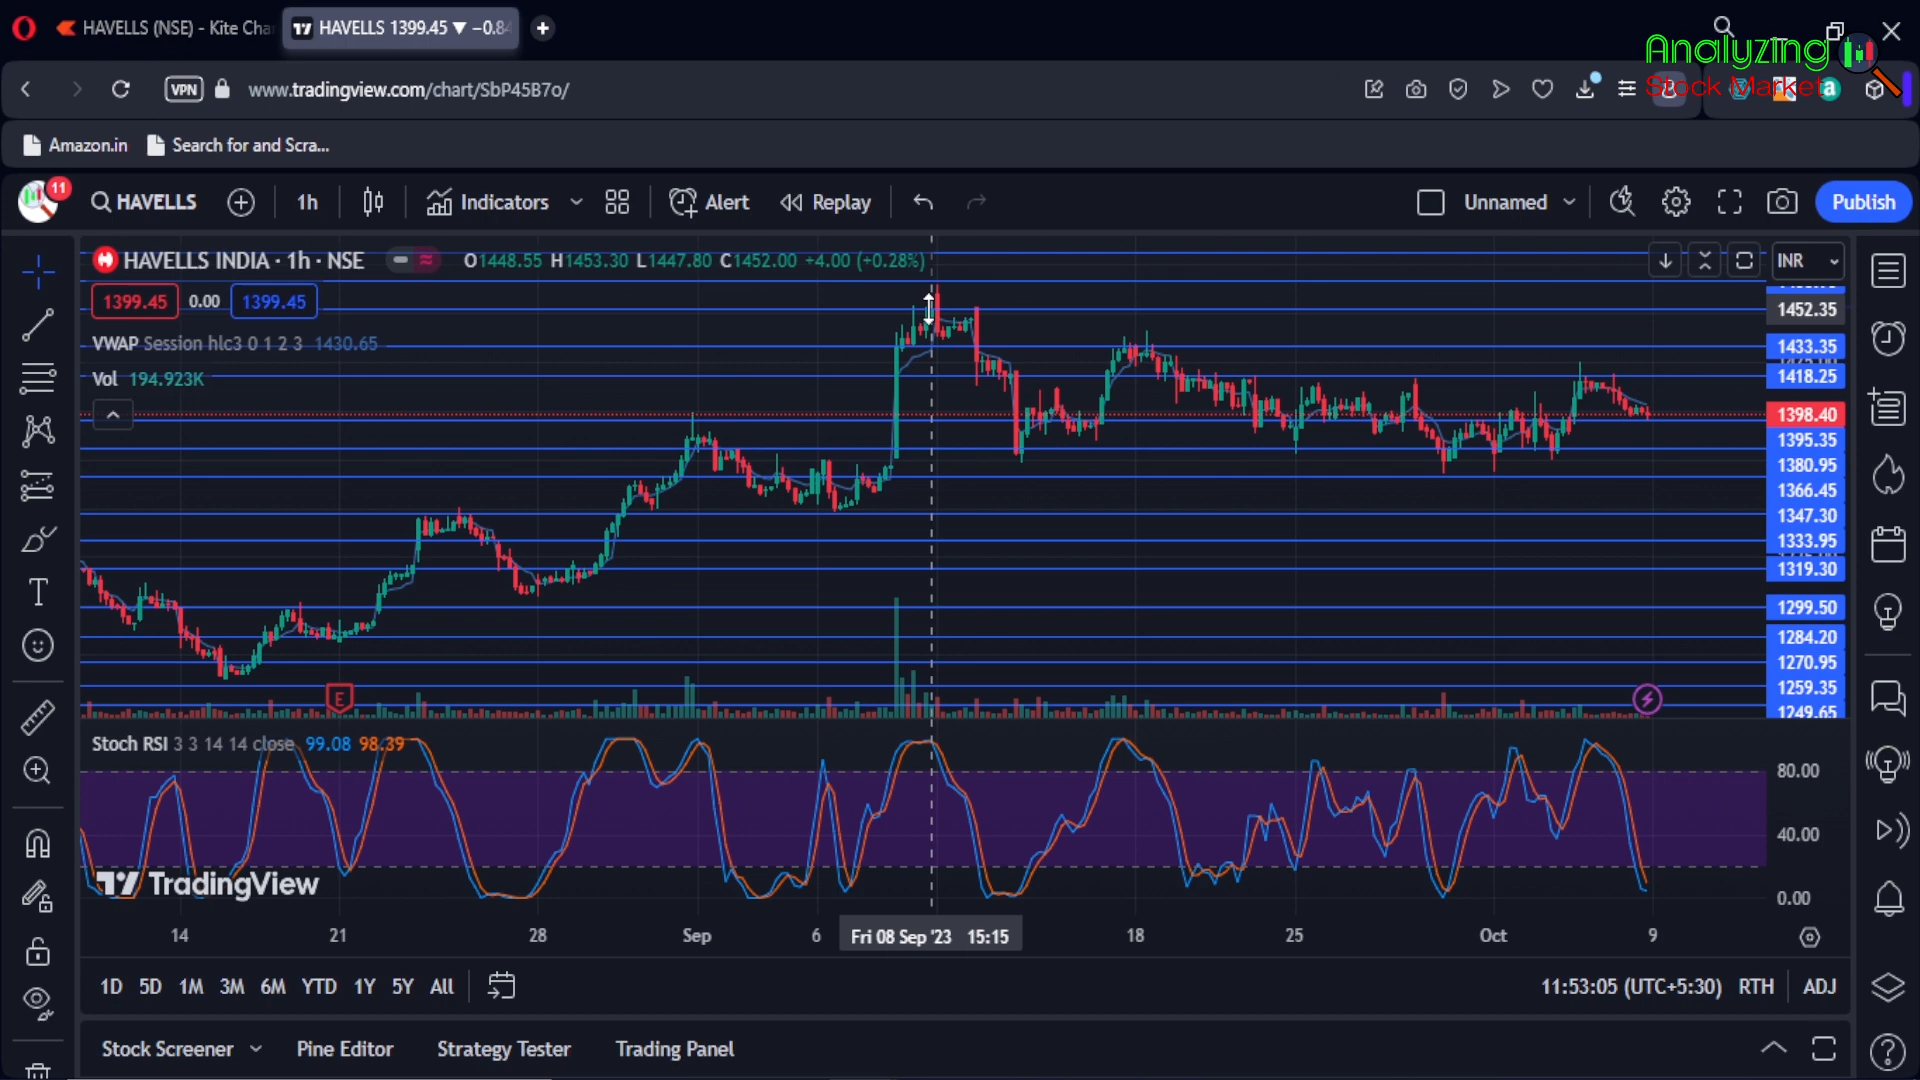 HAVELLS (NSE) - Kite Cha
HAVELLS 1399.45 ▼ −0.84
Analyzing
Stock Market
VPN
www.tradingview.com/chart/SbP45B7o/
Amazon.in
Search for and Scra...
11
HAVELLS
1h
Indicators
Alert
Replay
Unnamed
Publish
HAVELLS INDIA · 1h · NSE
O1448.55 H1453.30 L1447.80 C1452.00 +4.00 (+0.28%)
INR
1399.45 0.00 1399.45
1452.35
VWAP Session hlc3 0 1 2 3 1430.65
1433.35
Vol 194.923K
1418.25
1398.40
1395.35
1380.95
1366.45
1347.30
1333.95
1319.30
1299.50
1284.20
1270.95
1259.35
1249.65
E
Stoch RSI 3 3 14 14 close 99.08 98.39
80.00
40.00
0.00
TradingView
14 21 28 Sep 6 Fri 08 Sep '23 15:15 18 25 Oct 9
1D 5D 1M 3M 6M YTD 1Y 5Y All
11:53:05 (UTC+5:30) RTH ADJ
Stock Screener Pine Editor Strategy Tester Trading Panel